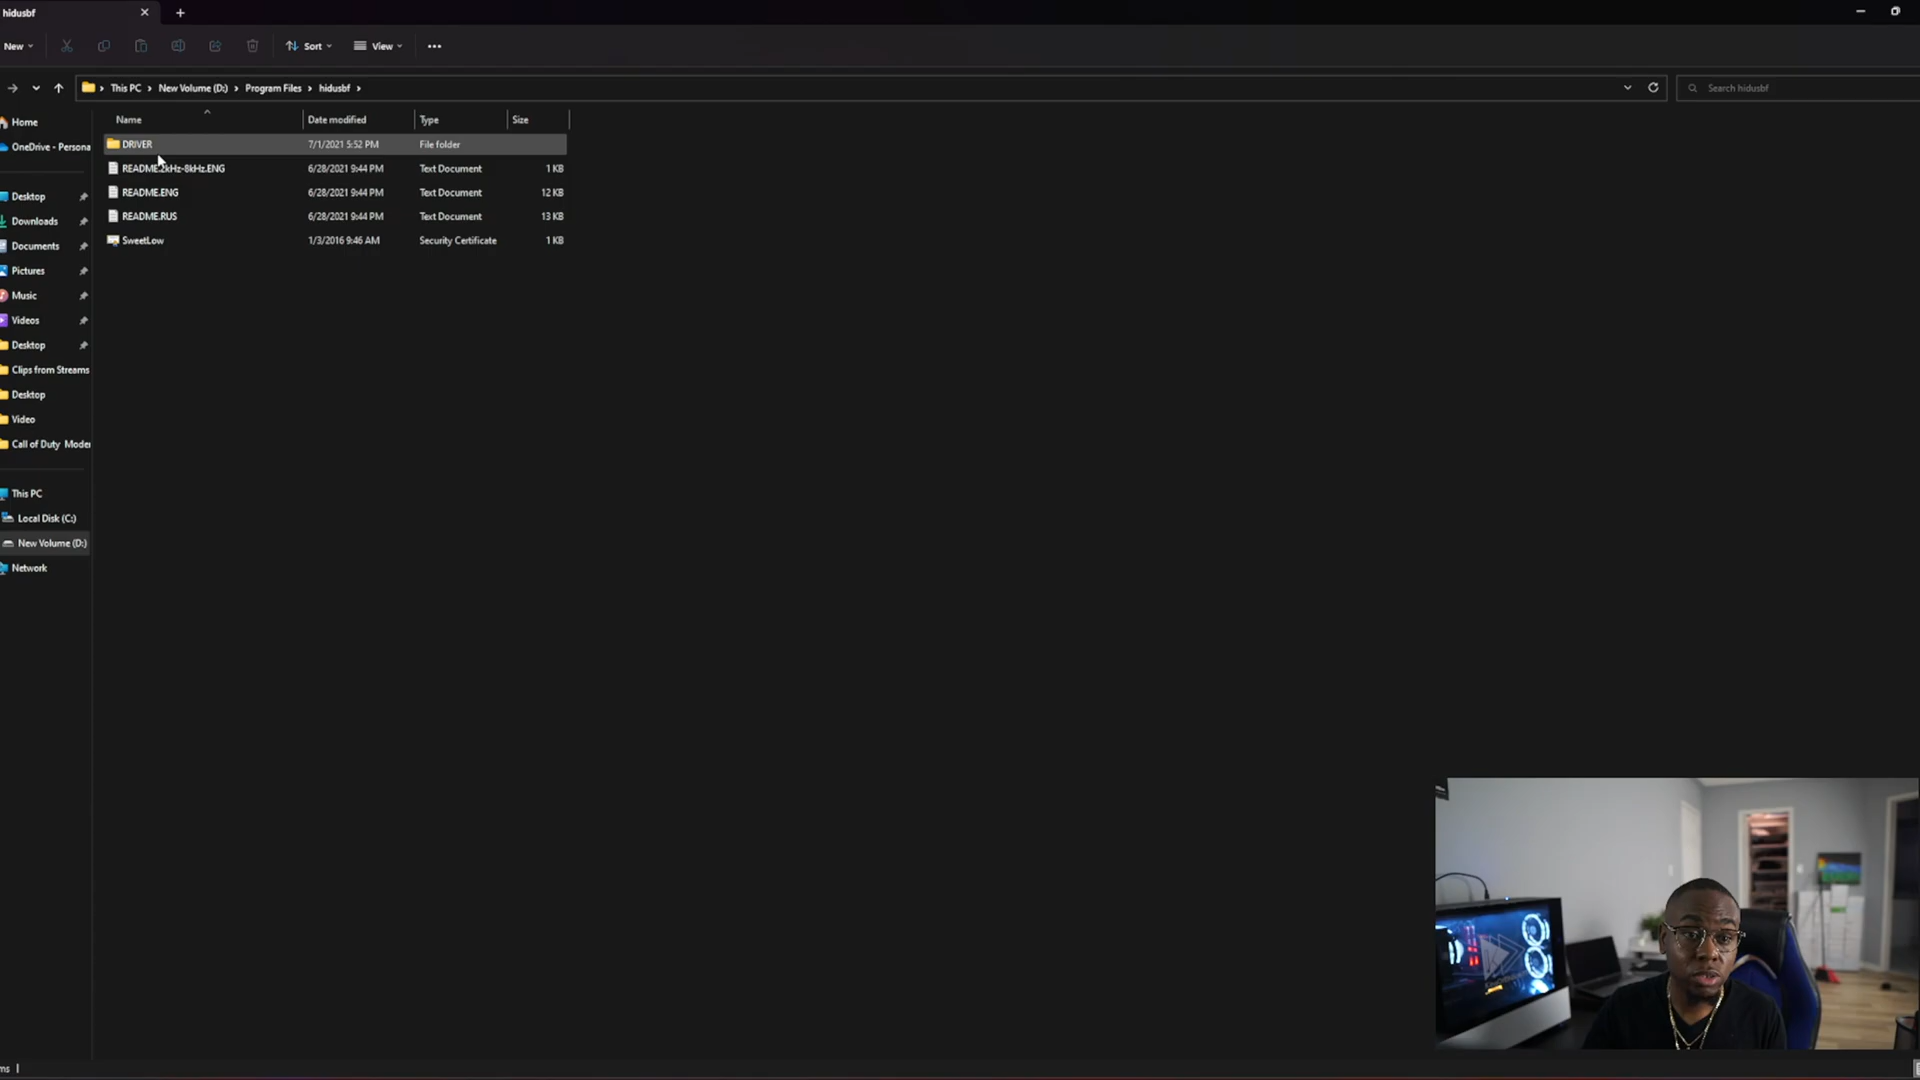 hidusbf
New
Sort
View
This PC
New Volume (D:)
Program Files
hidusbf
Search hidusbf
Name Date modified Type Size
DRIVER 7/1/2021 5:52 PM File folder
README.2kHz-8kHz.ENG 6/28/2021 9:44 PM Text Document 1 KB
README.ENG 6/28/2021 9:44 PM Text Document 12 KB
README.RUS 6/28/2021 9:44 PM Text Document 13 KB
SweetLow 1/3/2016 9:46 AM Security Certificate 1 KB
Home
OneDrive - Persona
Desktop
Downloads
Documents
Pictures
Music
Videos
Desktop
Clips from Streams
Desktop
Video
Call of Duty Moder
This PC
Local Disk (C:)
New Volume (D:)
Network
ms